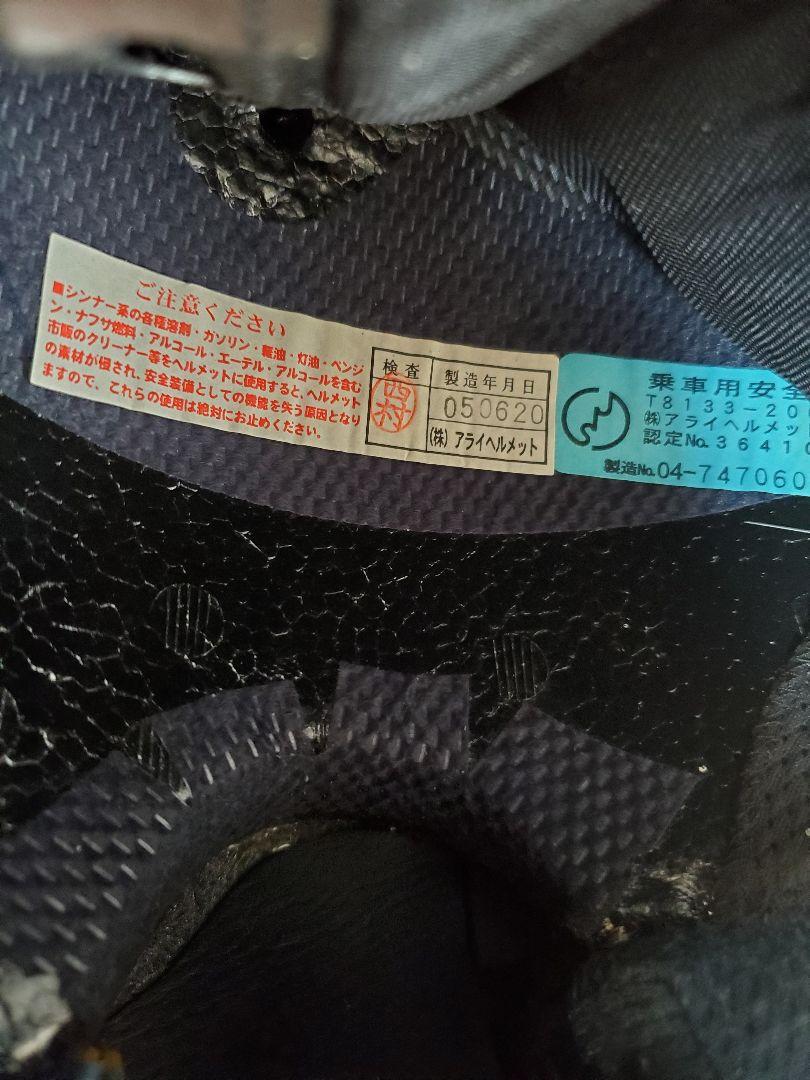 ご注意ください
■シンナー系の各種溶剤・ガソリン・軽油・灯油・ベンジ
ン・ナフサ燃料・アルコール・エーテル・アルコールを含む
市販のクリーナー等をヘルメットに使用すると、ヘルメット
の素材が侵され、安全装備としての機能を失う原因となり
ますので、これらの使用は絶対にお止めください。
検査
西村
製造年月日
050620
(株)アライヘルメット
乗車用安全
T8133-20
㈱アライヘルメッ
認定No.3641
製造No.04-747060